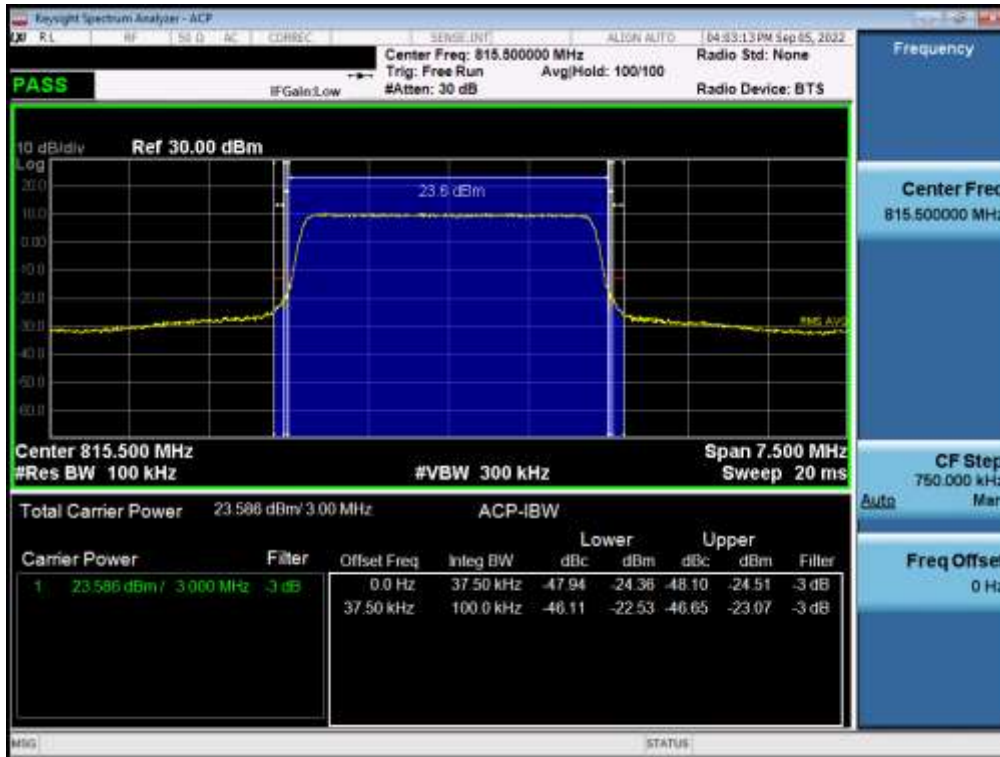 Keysight Spectrum Analyzer - ACP
RL RF 50 Ω AC CORREC SENSE:INT ALIGN AUTO 04:03:13 PM Sep 05, 2022
Center Freq: 815.500000 MHz Radio Std: None
Trig: Free Run Avg|Hold: 100/100
PASS IFGain:Low #Atten: 30 dB Radio Device: BTS
10 dB/div Ref 30.00 dBm
Log
20.0
23.6 dBm
10.0
0.00
-10.0
-20.0
-30.0
RMS AVG
-40.0
-50.0
-60.0
Center 815.500 MHz Span 7.500 MHz
#Res BW 100 kHz #VBW 300 kHz Sweep 20 ms
Total Carrier Power 23.586 dBm/ 3.00 MHz ACP-IBW
Lower Upper
Carrier Power Filter Offset Freq Integ BW dBc dBm dBc dBm Filter
1 23.586 dBm / 3.000 MHz -3 dB 0.0 Hz 37.50 kHz -47.94 -24.36 -48.10 -24.51 -3 dB
37.50 kHz 100.0 kHz -46.11 -22.53 -46.65 -23.07 -3 dB
MSG STATUS
Frequency
Center Freq
815.500000 MHz
CF Step
750.000 kHz
Auto Man
Freq Offset
0 Hz